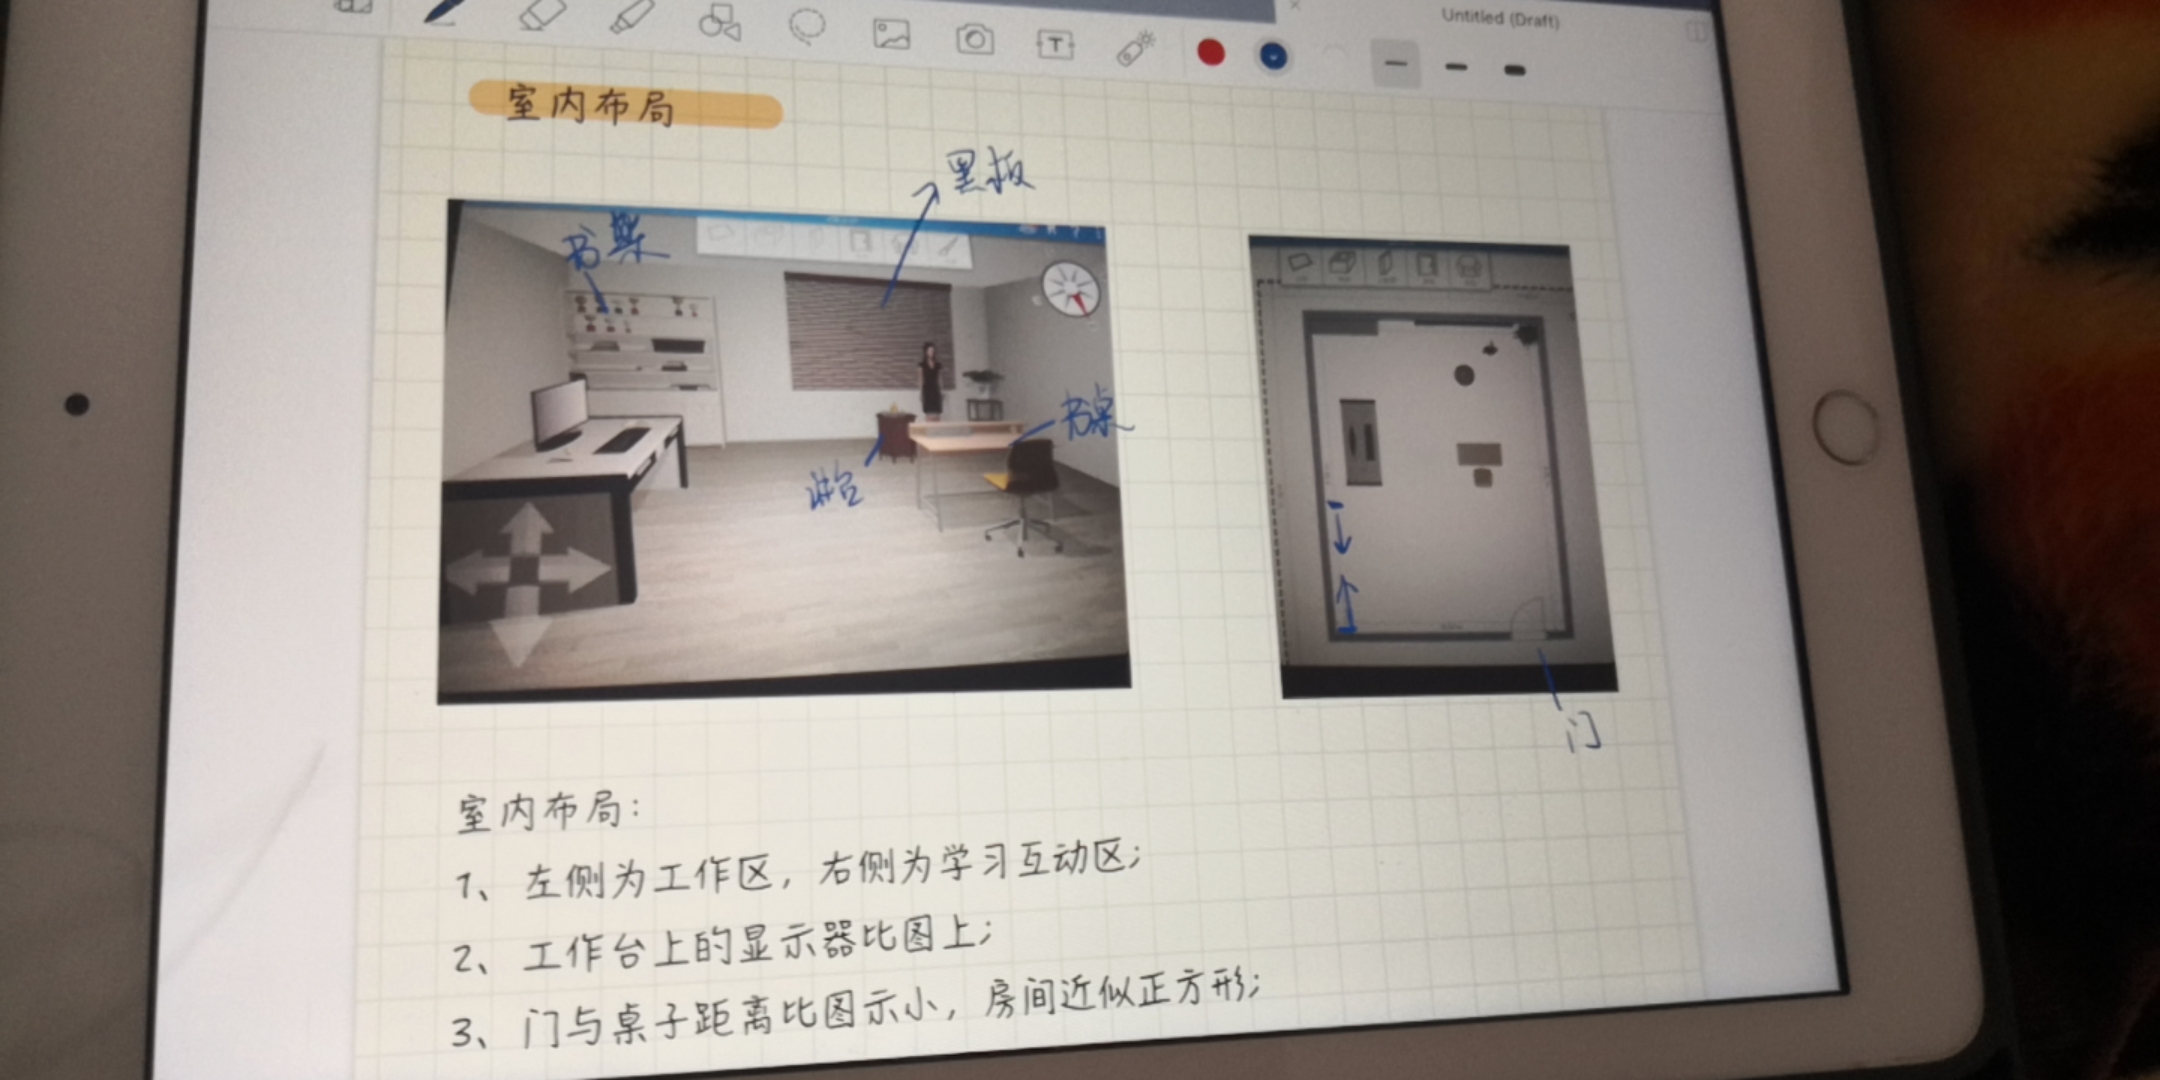 Untitled (Draft)
室内布局
黑板
书架
书桌
讲台
门
室内布局:
1、左侧为工作区，右侧为学习互动区;
2、工作台上的显示器比图上;
3、门与桌子距离比图示小，房间近似正方形;